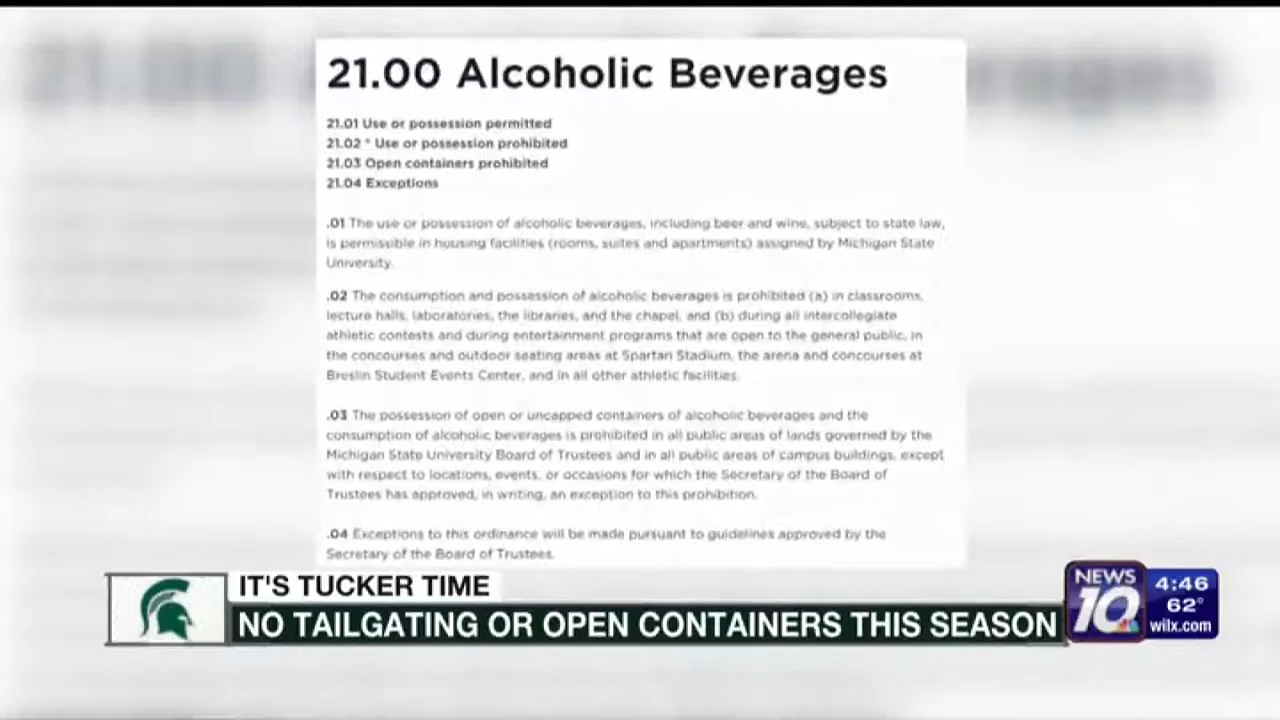 21.00 Alcoholic Beverages
21.01 Use or possession permitted
21.02 * Use or possession prohibited
21.03 Open containers prohibited
21.04 Exceptions
.01 The use or possession of alcoholic beverages, including beer and wine, subject to state law,
is permissible in housing facilities (rooms, suites and apartments) assigned by Michigan State
University.
.02 The consumption and possession of alcoholic beverages is prohibited (a) in classrooms,
lecture halls, laboratories, the libraries, and the chapel, and (b) during all intercollegiate
athletic contests and during entertainment programs that are open to the general public, in
the concourses and outdoor seating areas at Spartan Stadium, the arena and concourses at
Breslin Student Events Center, and in all other athletic facilities.
.03 The possession of open or uncapped containers of alcoholic beverages and the
consumption of alcoholic beverages is prohibited in all public areas of lands governed by the
Michigan State University Board of Trustees and in all public areas of campus buildings, except
with respect to locations, events, or occasions for which the Secretary of the Board of
Trustees has approved, in writing, an exception to this prohibition.
.04 Exceptions to this ordinance will be made pursuant to guidelines approved by the
Secretary of the Board of Trustees.
IT'S TUCKER TIME
NO TAILGATING OR OPEN CONTAINERS THIS SEASON
NEWS
10
4:46
62°
wilx.com